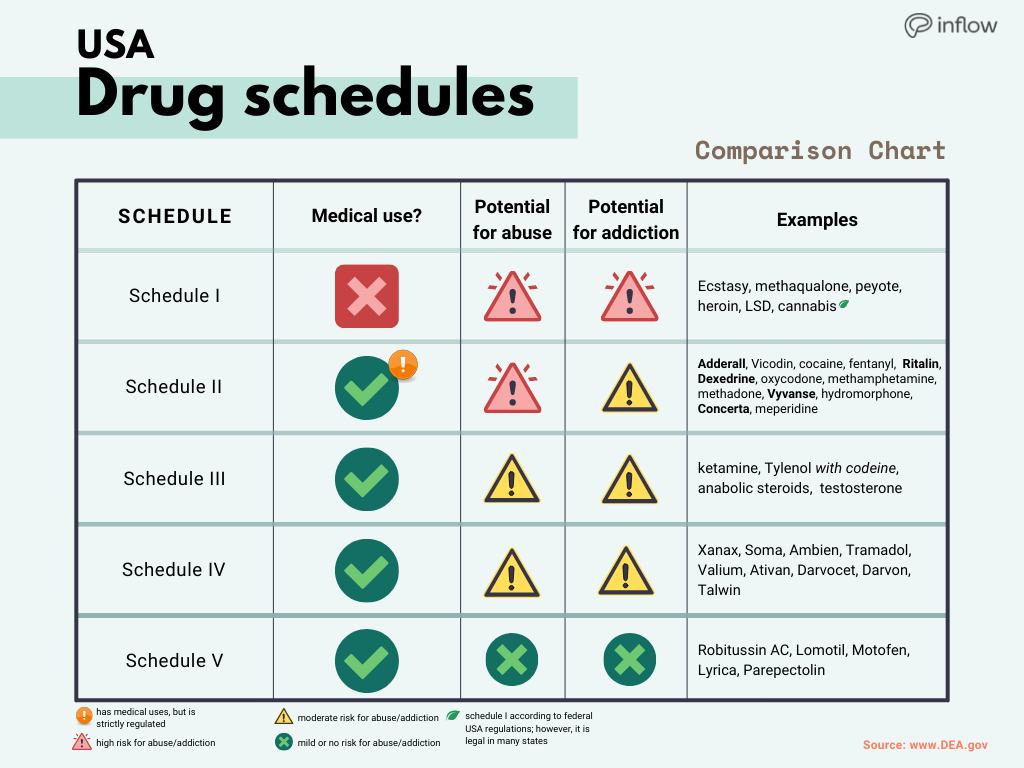 inflow
USA
Drug schedules
Comparison Chart
SCHEDULE
Medical use?
Potential
for abuse
Potential
for addiction
Examples
Schedule I
Ecstasy, methaqualone, peyote,
heroin, LSD, cannabis
Schedule II
Adderall, Vicodin, cocaine, fentanyl, Ritalin,
Dexedrine, oxycodone, methamphetamine,
methadone, Vyvanse, hydromorphone,
Concerta, meperidine
Schedule III
ketamine, Tylenol with codeine,
anabolic steroids, testosterone
Schedule IV
Xanax, Soma, Ambien, Tramadol,
Valium, Ativan, Darvocet, Darvon,
Talwin
Schedule V
Robitussin AC, Lomotil, Motofen,
Lyrica, Parepectolin
has medical uses, but is
strictly regulated
high risk for abuse/addiction
moderate risk for abuse/addiction
mild or no risk for abuse/addiction
schedule I according to federal
USA regulations; however, it is
legal in many states
Source: www.DEA.gov